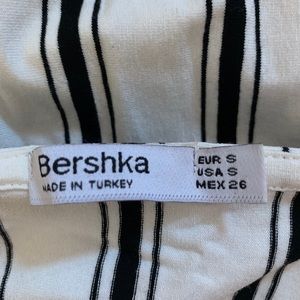 Bershka
MADE IN TURKEY
EUR S
USA S
MEX 26